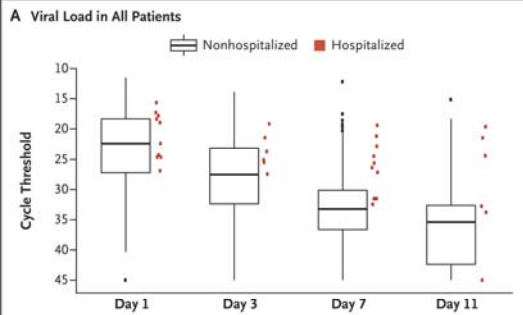 A Viral Load in All Patients
Nonhospitalized Hospitalized
10
15
20
25
30
35
40
45
Cycle Threshold
Day 1 Day 3 Day 7 Day 11